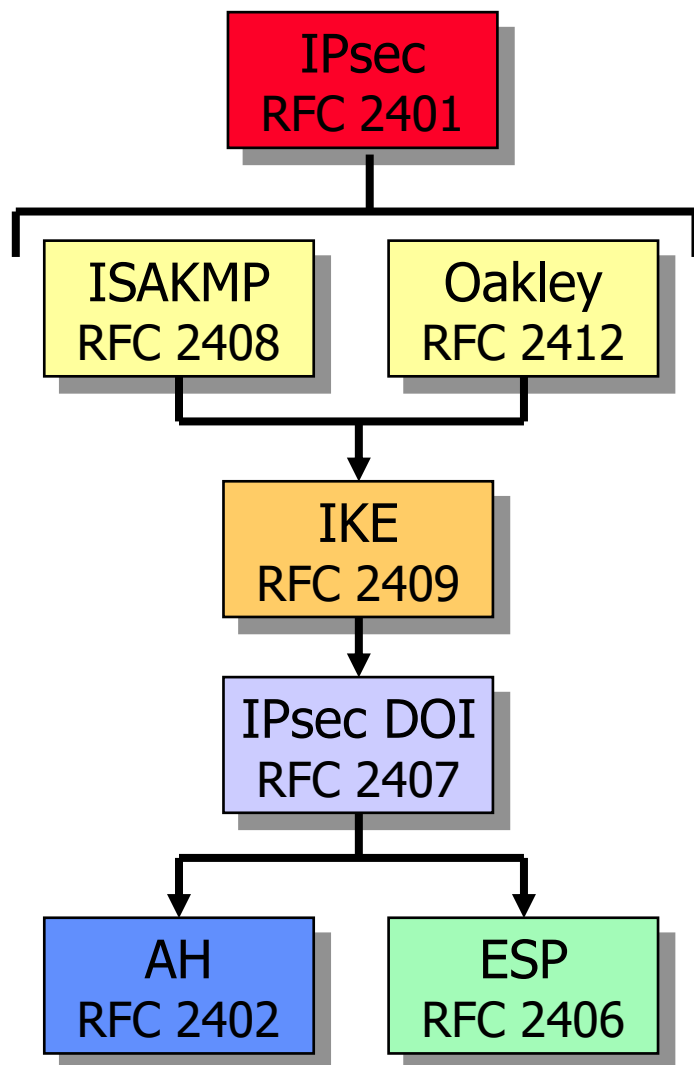 IPsec
RFC 2401
ISAKMP
RFC 2408
Oakley
RFC 2412
IKE
RFC 2409
IPsec DOI
RFC 2407
AH
RFC 2402
ESP
RFC 2406